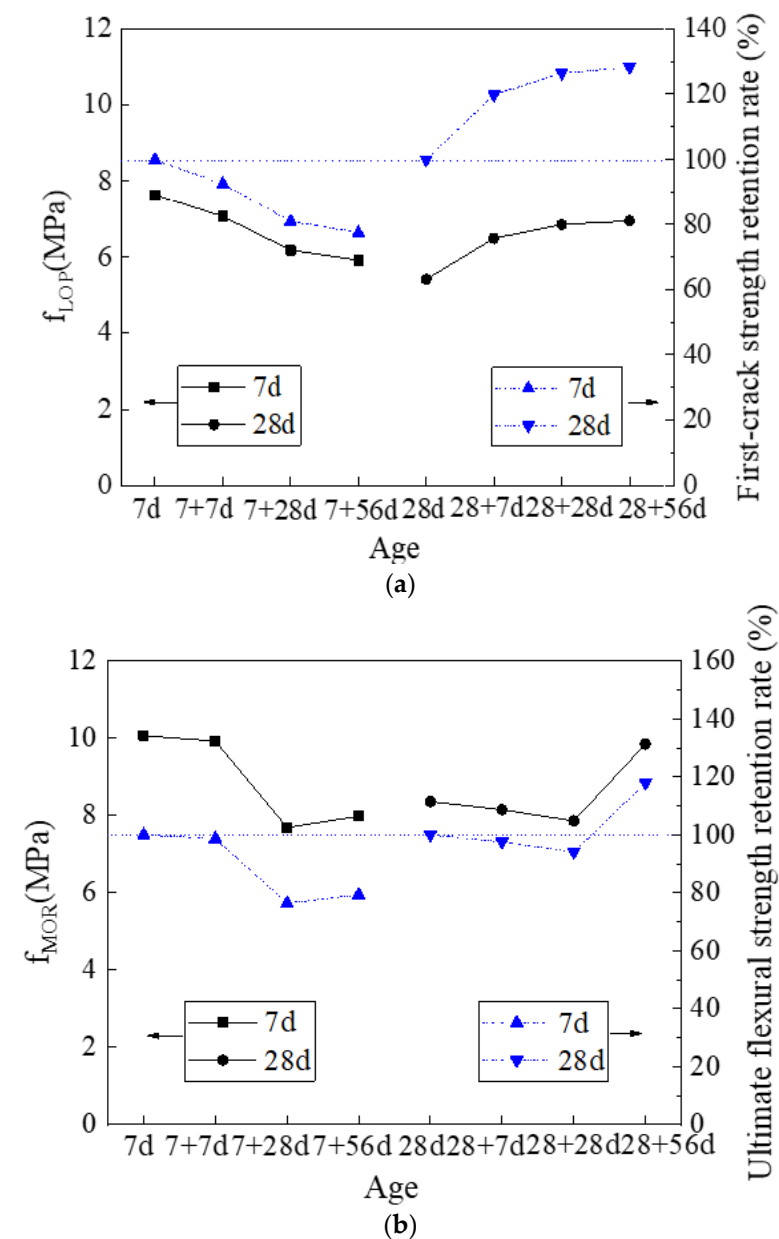 12
10
8
6
4
2
0
f_LOP(MPa)
140
120
100
80
60
40
20
0
First-crack strength retention rate (%)
7d
28d
7d
28d
7d 7+7d 7+28d 7+56d 28d 28+7d 28+28d 28+56d
Age
(a)
12
10
8
6
4
2
0
f_MOR(MPa)
160
140
120
100
80
60
40
20
0
Ultimate flexural strength retention rate (%)
7d
28d
7d
28d
7d 7+7d 7+28d 7+56d 28d 28+7d 28+28d 28+56d
Age
(b)